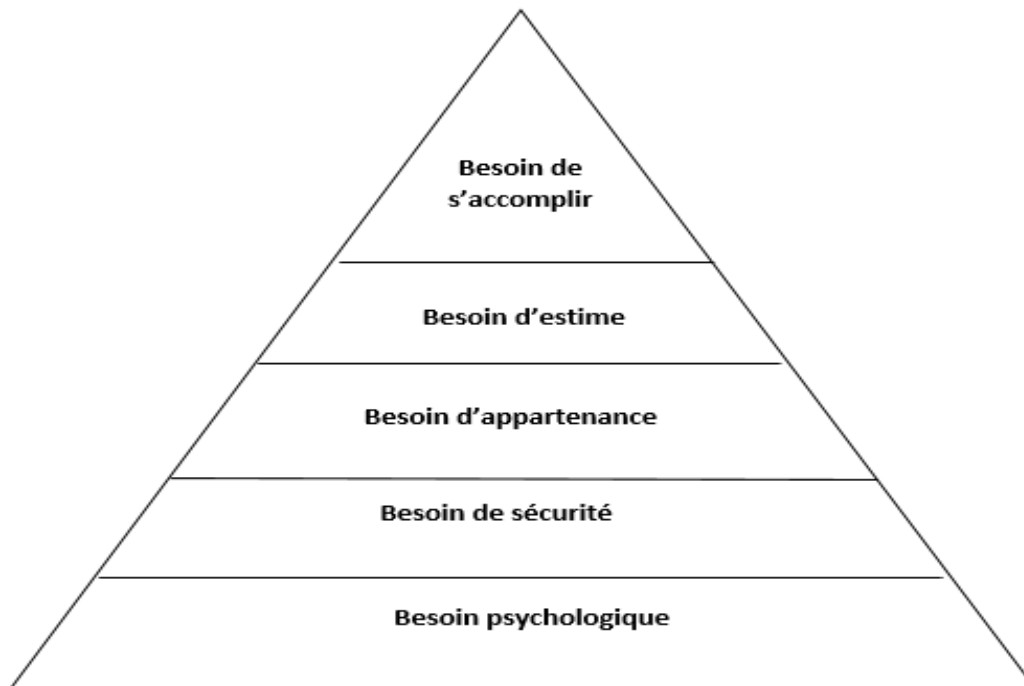 Besoin de
s’accomplir
Besoin d’estime
Besoin d’appartenance
Besoin de sécurité
Besoin psychologique